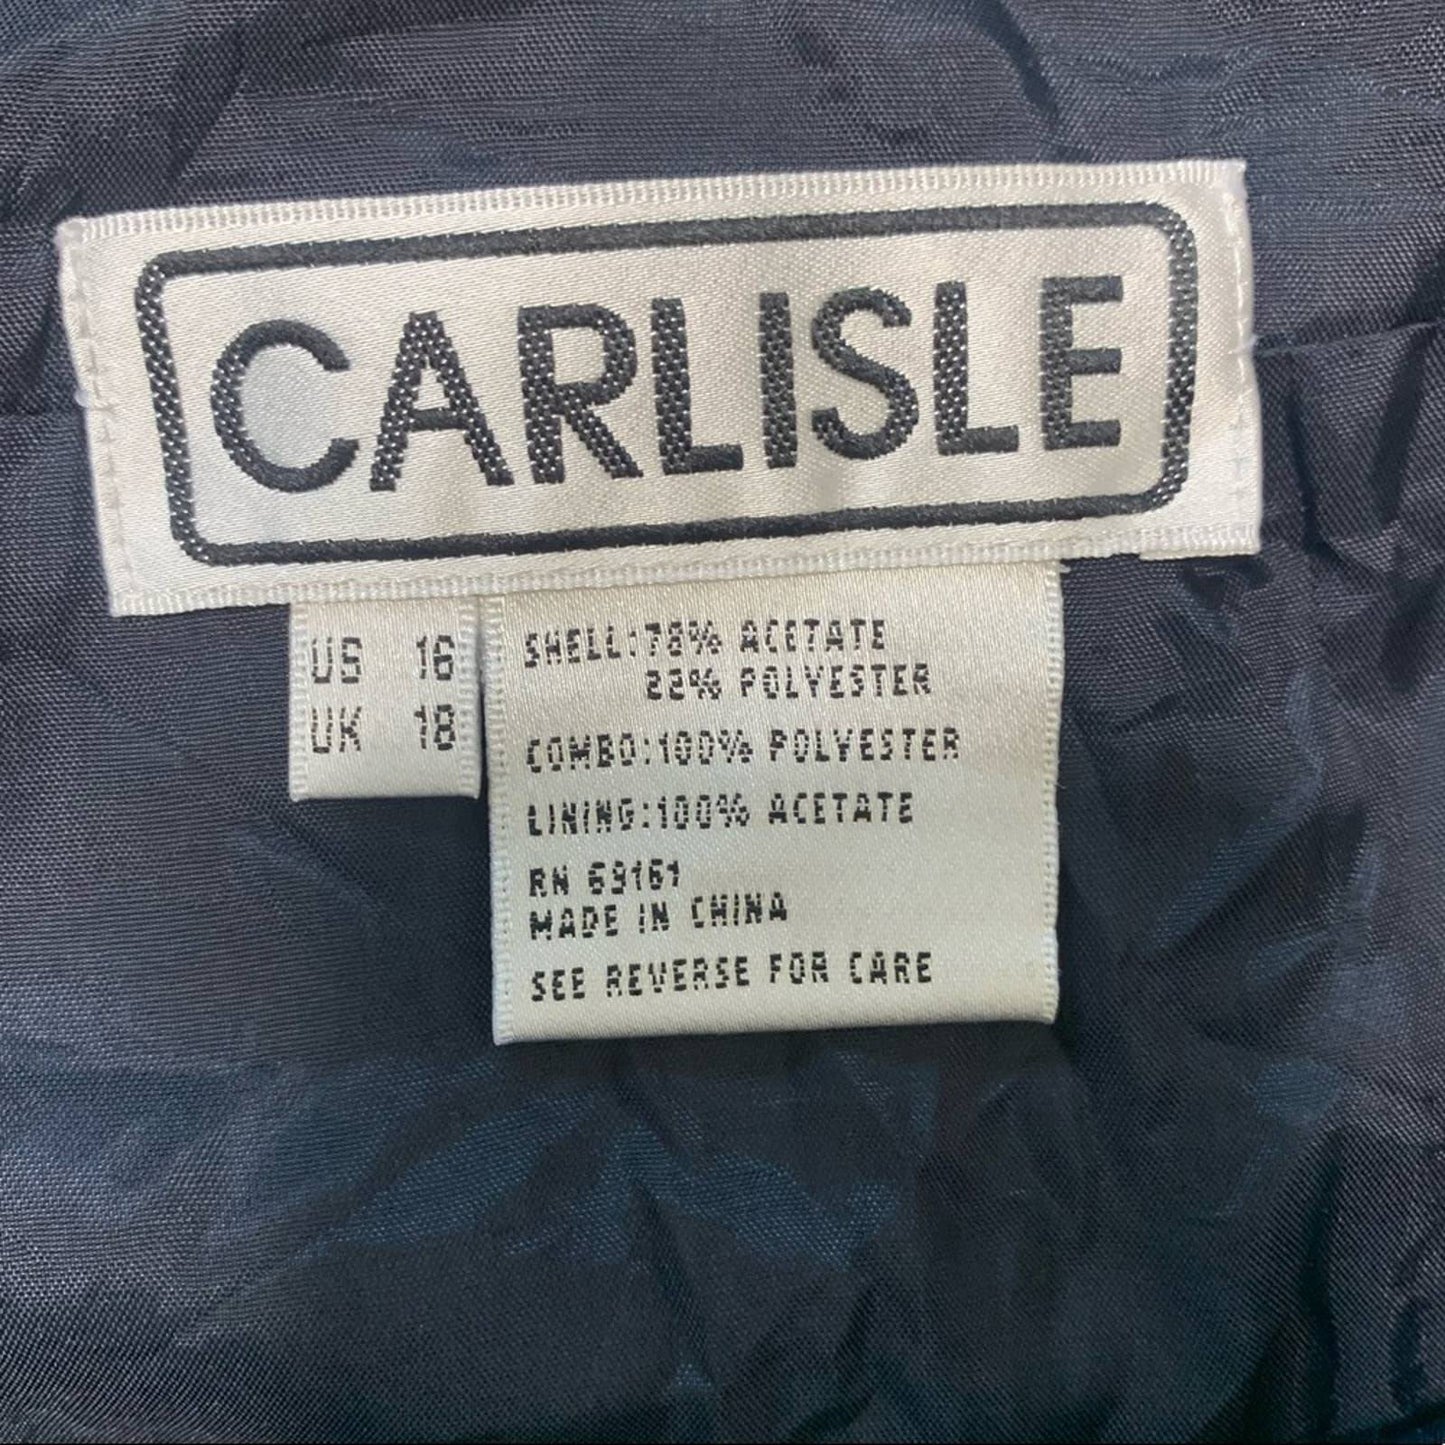 CARLISLE
US 16
UK 18
SHELL:78% ACETATE
22% POLYESTER
COMBO:100% POLYESTER
LINING:100% ACETATE
RN 69161
MADE IN CHINA
SEE REVERSE FOR CARE